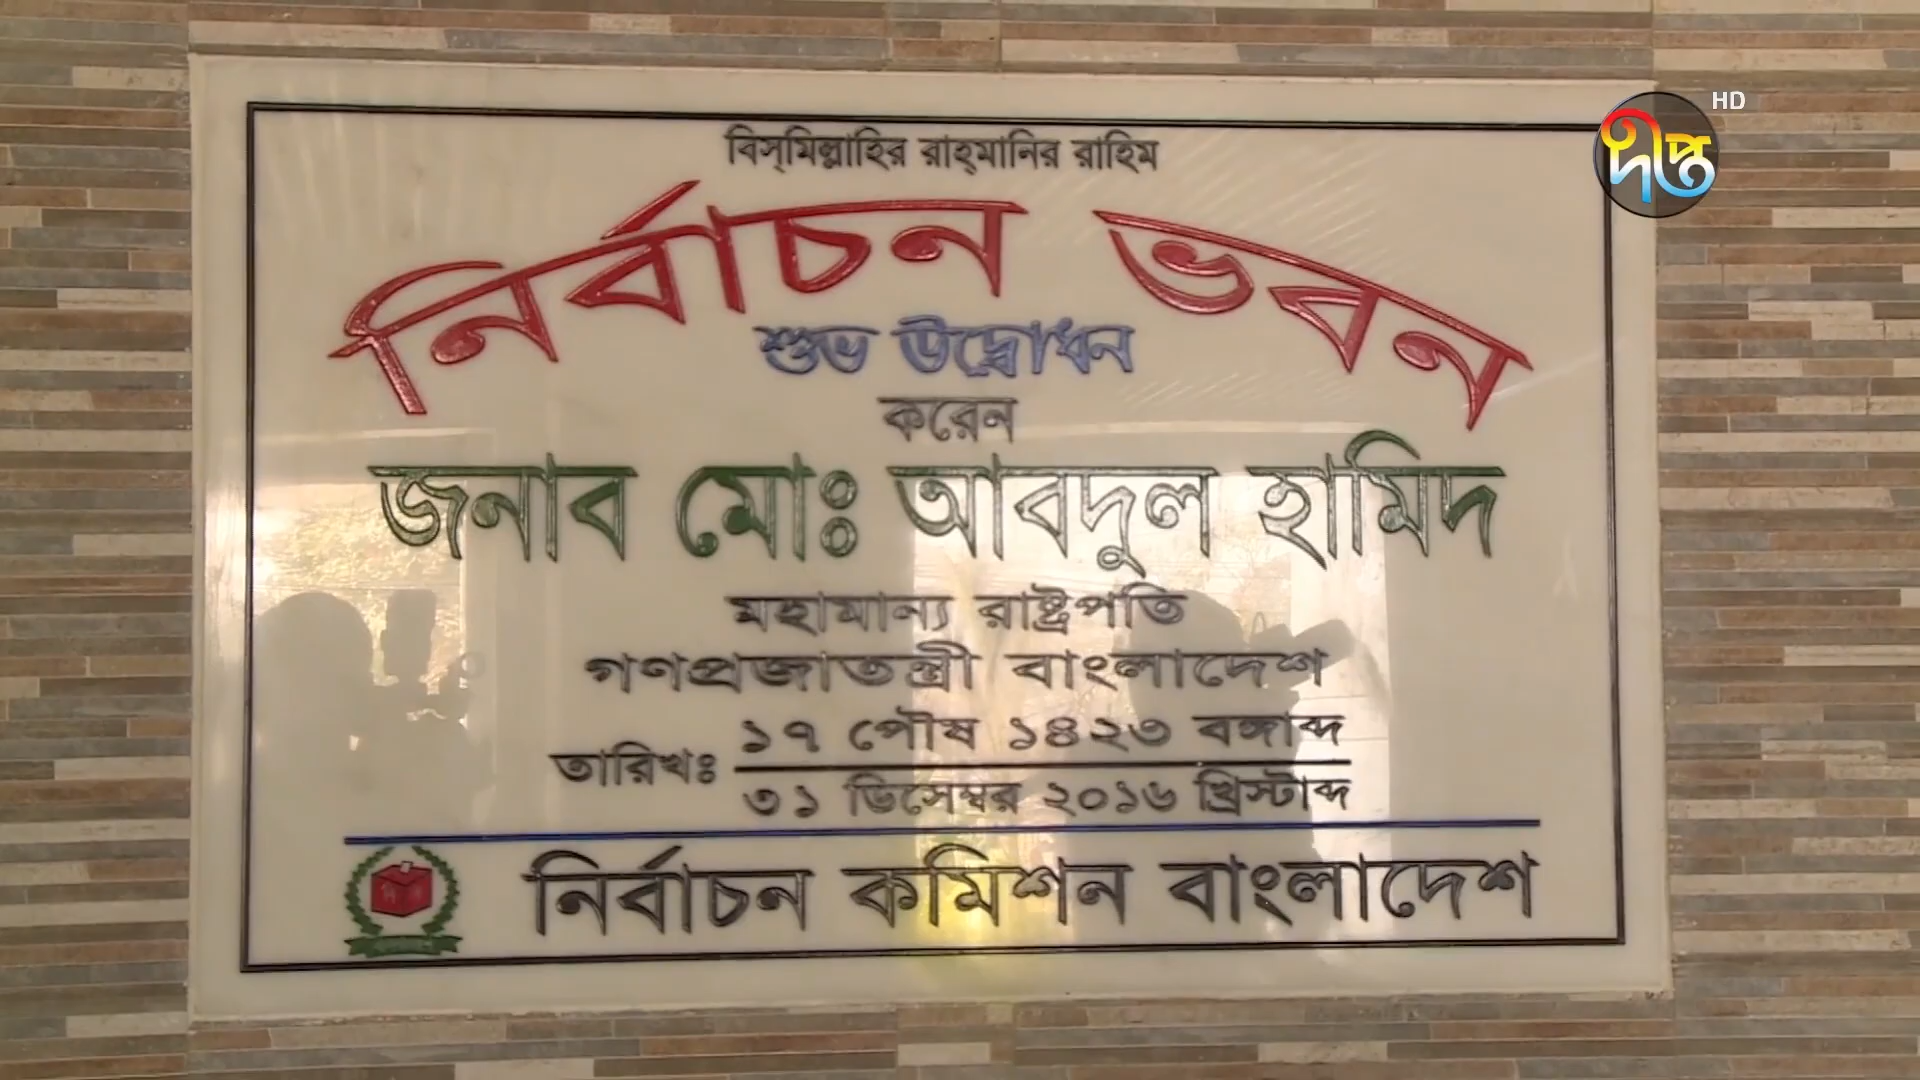 বিস্‌মিল্লাহির রাহ্‌মানির রাহিম
নির্বাচন ভবন
শুভ উদ্বোধন
করেন
জনাব মোঃ আবদুল হামিদ
মহামান্য রাষ্ট্রপতি
গণপ্রজাতন্ত্রী বাংলাদেশ
তারিখঃ
১৭ পৌষ ১৪২৩ বঙ্গাব্দ
৩১ ডিসেম্বর ২০১৬ খ্রিস্টাব্দ
নির্বাচন কমিশন বাংলাদেশ
দীপ্ত
HD